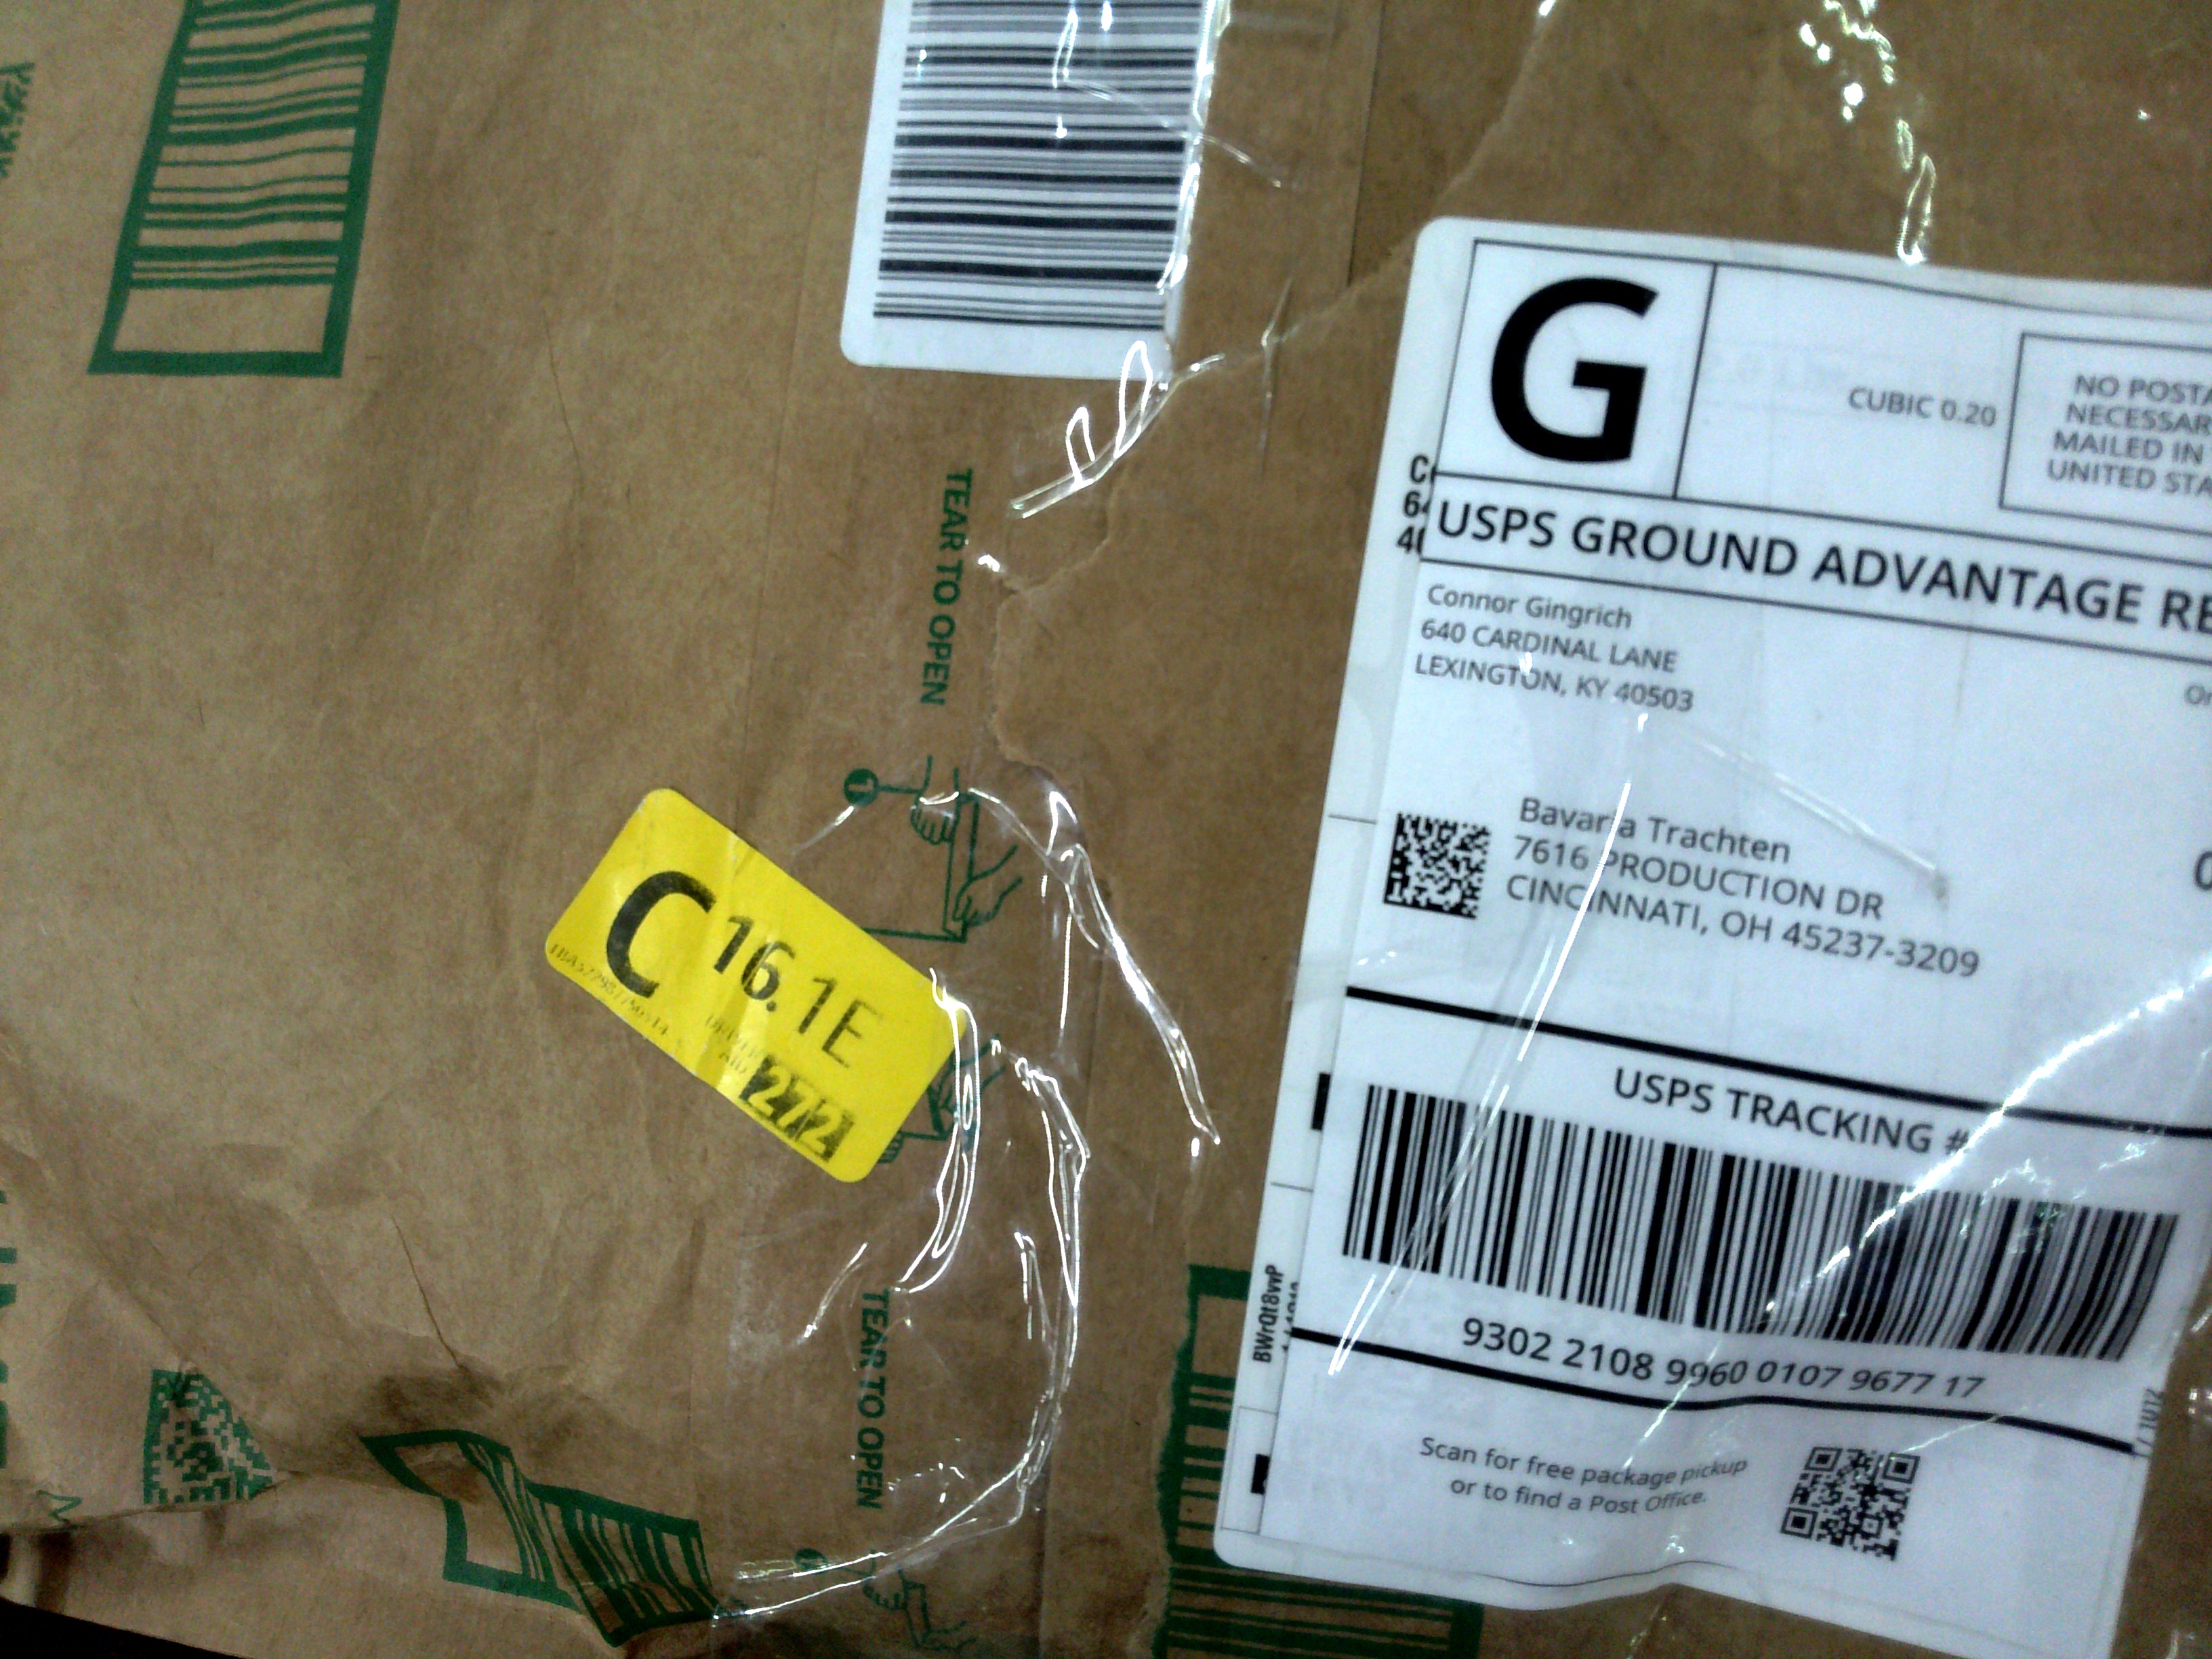 G
CUBIC 0.20
NO POSTA
NECESSAR
MAILED IN
UNITED STA
USPS GROUND ADVANTAGE RE
Connor Gingrich
640 CARDINAL LANE
LEXINGTON, KY 40503
Bavaria Trachten
7616 PRODUCTION DR
CINCINNATI, OH 45237-3209
USPS TRACKING #
9302 2108 9960 0107 9677 17
Scan for free package pickup
or to find a Post Office.
BWrQt8vvP
TEAR TO OPEN
1
C 16.1E
272
TEAR TO OPEN